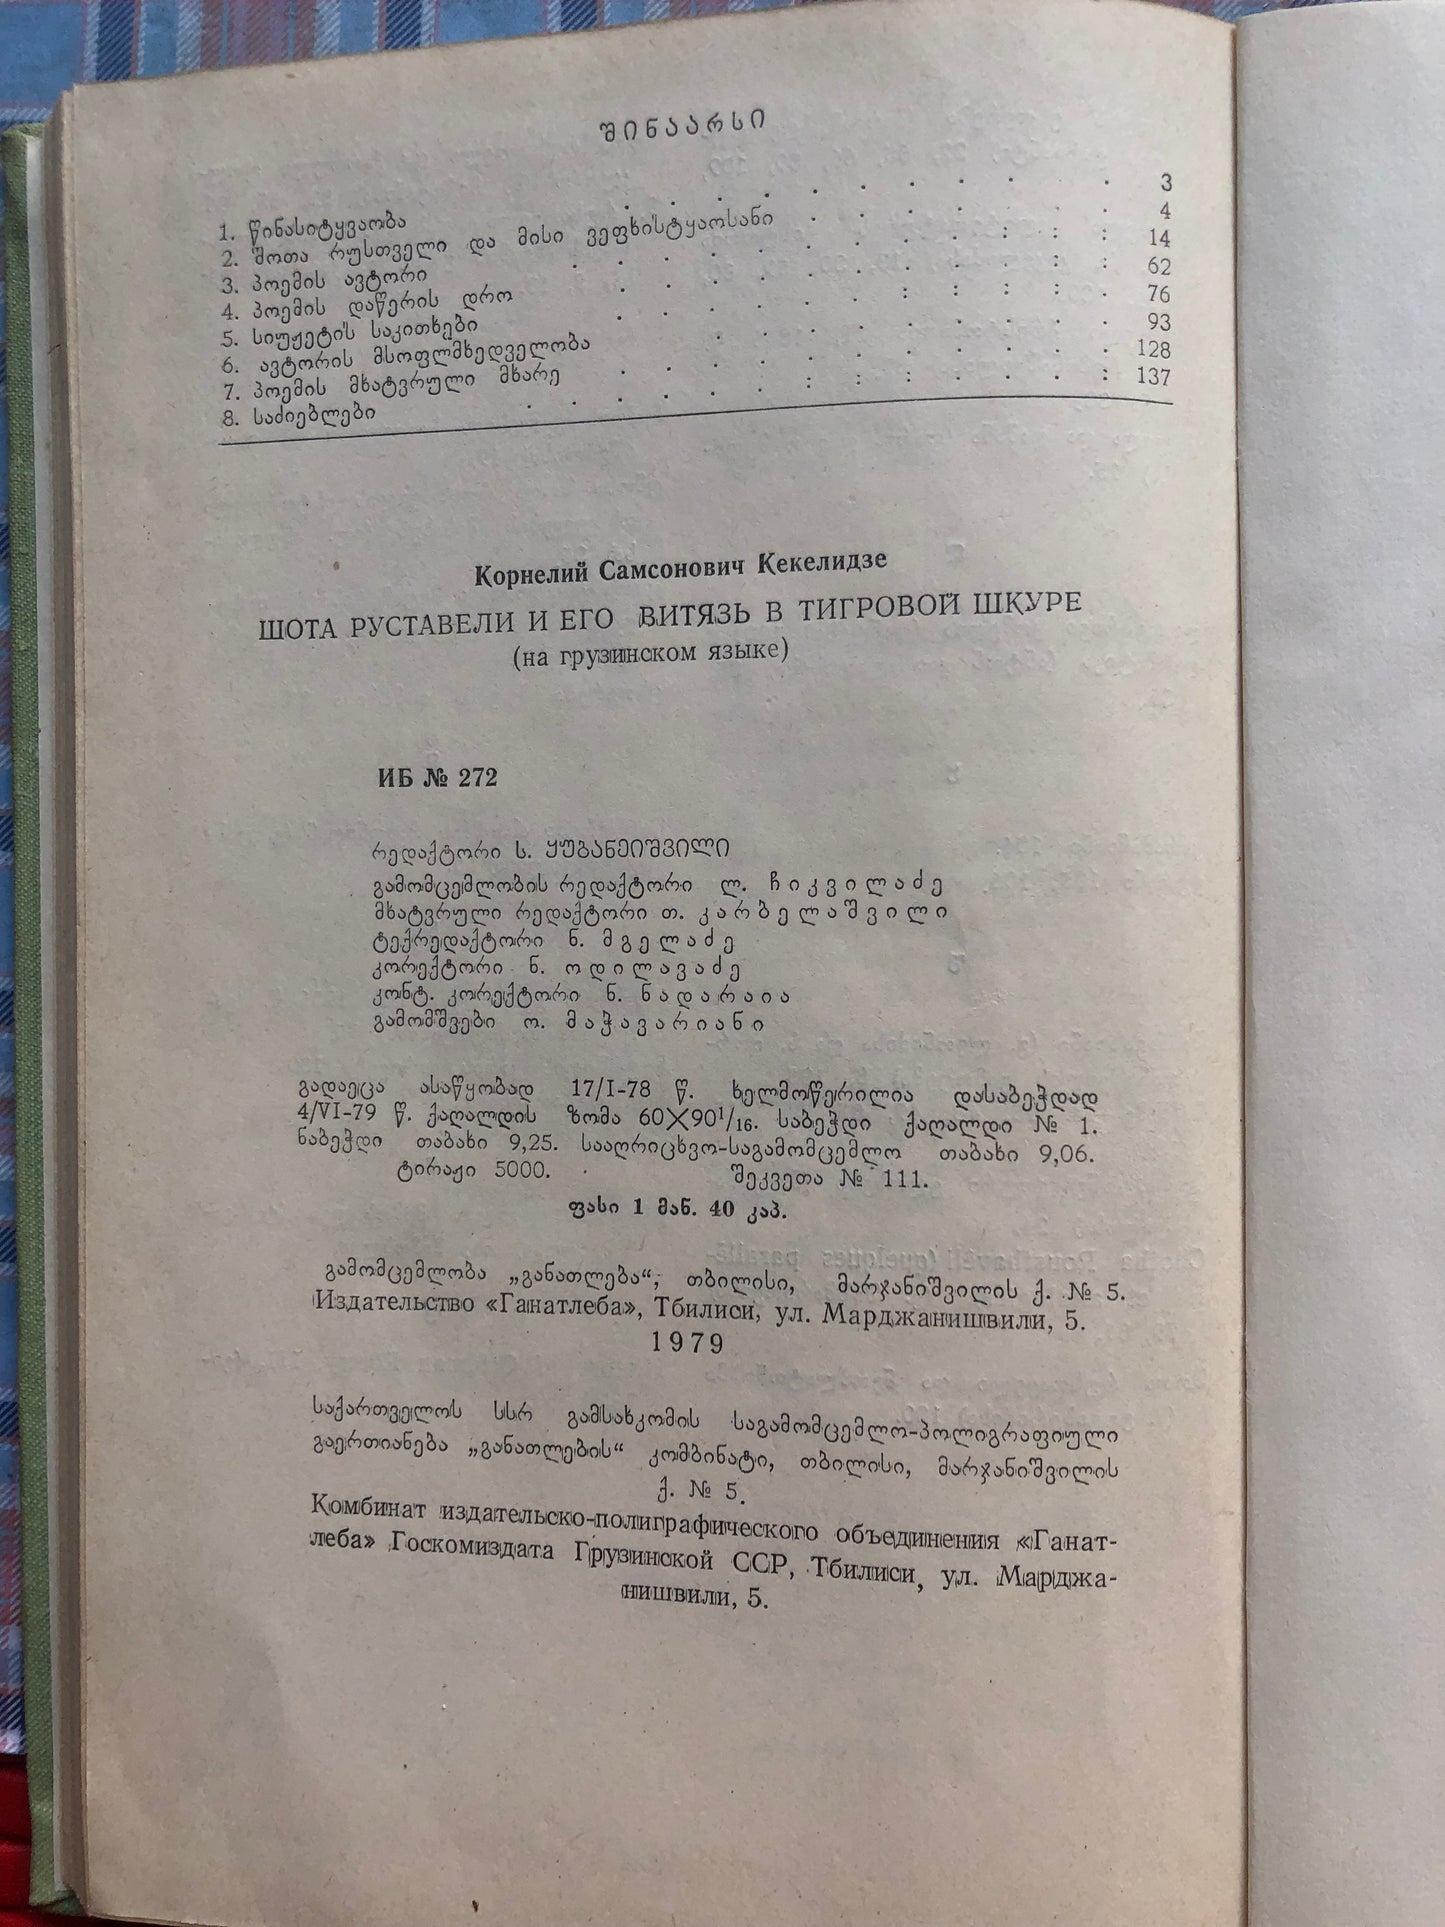 შინაარსი
1. წინასიტყვაობა . . . . . . . . . . 3
2. შოთა რუსთველი და მისი ვეფხისტყაოსანი . . . . . . . 4
3. პოემის ავტორი . . . . . . . . . . . 14
4. პოემის დაწერის დრო . . . . . . . . . . 62
5. სიუჟეტის საკითხები . . . . . . . . . . 76
6. ავტორის მსოფლმხედველობა . . . . . . . . . 93
7. პოემის მხატვრული მხარე . . . . . . . . . . 128
8. საძიებლები . . . . . . . . . . . . 137
Корнелий Самсонович Кекелидзе
ШОТА РУСТАВЕЛИ И ЕГО ВИТЯЗЬ В ТИГРОВОЙ ШКУРЕ
(на грузинском языке)
ИБ № 272
რედაქტორი ს. ყუბანეიშვილი
გამომცემლობის რედაქტორი ლ. ჩიკვილაძე
მხატვრული რედაქტორი თ. კარბელაშვილი
ტექრედაქტორი ნ. მგელაძე
კორექტორი ნ. ოდილავაძე
კონტ. კორექტორი ნ. ნადარაია
გამომშვები ო. მაჭავარიანი
გადაეცა ასაწყობად 17/I-78 წ. ხელმოწერილია დასაბეჭდად
4/VI-79 წ. ქაღალდის ზომა 60X90¹/₁₆. საბეჭდი ქაღალდი № 1.
ნაბეჭდი თაბახი 9,25. სააღრიცხვო-საგამომცემლო თაბახი 9,06.
ტირაჟი 5000. შეკვეთა № 111.
ფასი 1 მან. 40 კაპ.
გამომცემლობა „განათლება“, თბილისი, მარჯანიშვილის ქ. № 5.
Издательство «Ганатлеба», Тбилиси, ул. Марджанишвили, 5.
1979
საქართველოს სსრ გამსახკომის საგამომცემლო-პოლიგრაფიული
გაერთიანება „განათლების“ კომბინატი, თბილისი, მარჯანიშვილის
ქ. № 5.
Комбинат издательско-полиграфического объединения «Ганат-
леба» Госкомиздата Грузинской ССР, Тбилиси, ул. Марджа-
нишвили, 5.